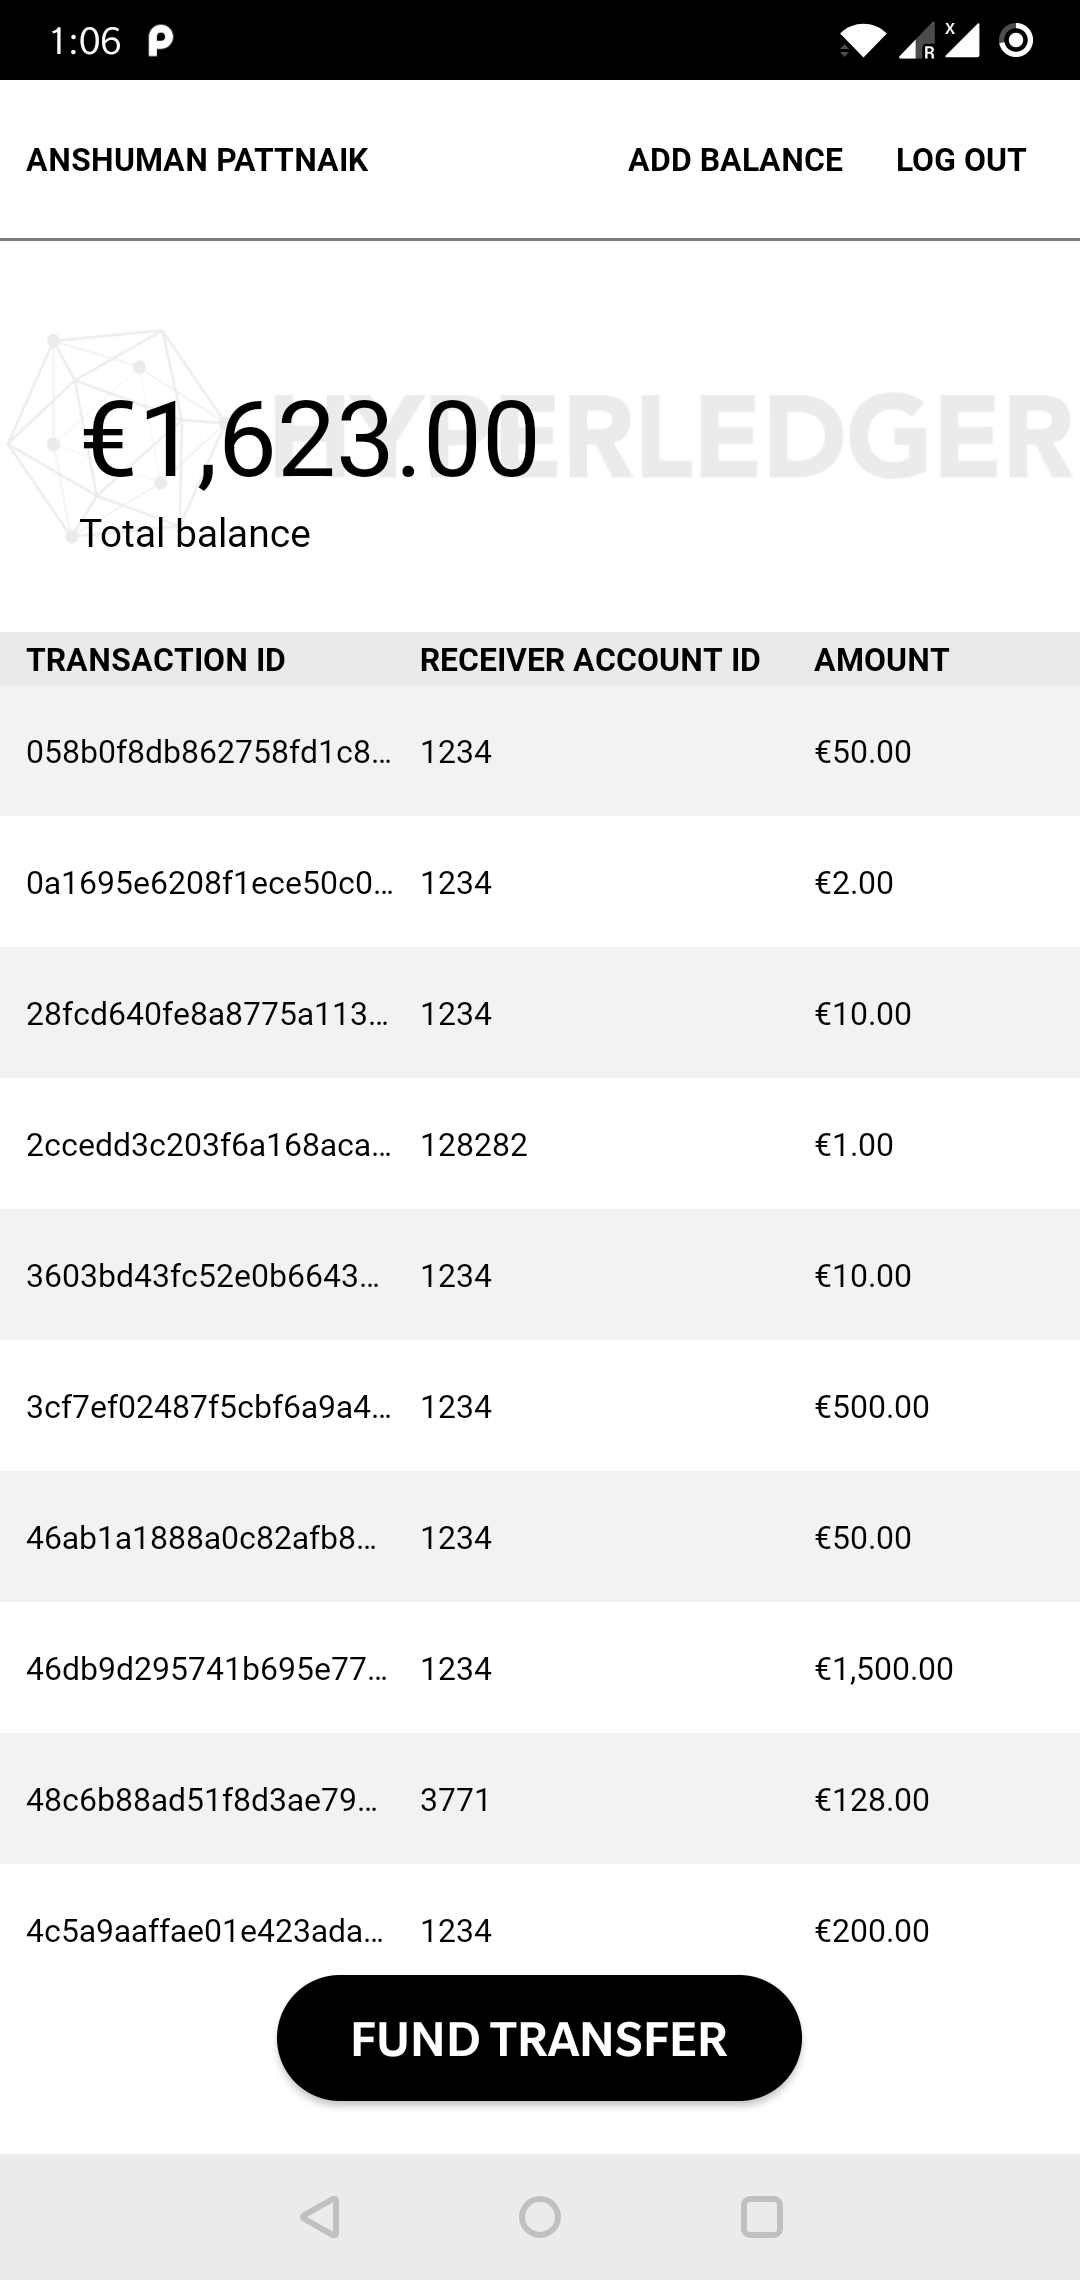 1:06
R X
ANSHUMAN PATTNAIK ADD BALANCE LOG OUT
HYPERLEDGER
€1,623.00
Total balance
TRANSACTION ID RECEIVER ACCOUNT ID AMOUNT
058b0f8db862758fd1c8... 1234 €50.00
0a1695e6208f1ece50c0... 1234 €2.00
28fcd640fe8a8775a113... 1234 €10.00
2ccedd3c203f6a168aca... 128282 €1.00
3603bd43fc52e0b6643... 1234 €10.00
3cf7ef02487f5cbf6a9a4... 1234 €500.00
46ab1a1888a0c82afb8... 1234 €50.00
46db9d295741b695e77... 1234 €1,500.00
48c6b88ad51f8d3ae79... 3771 €128.00
4c5a9aaffae01e423ada... 1234 €200.00
FUND TRANSFER